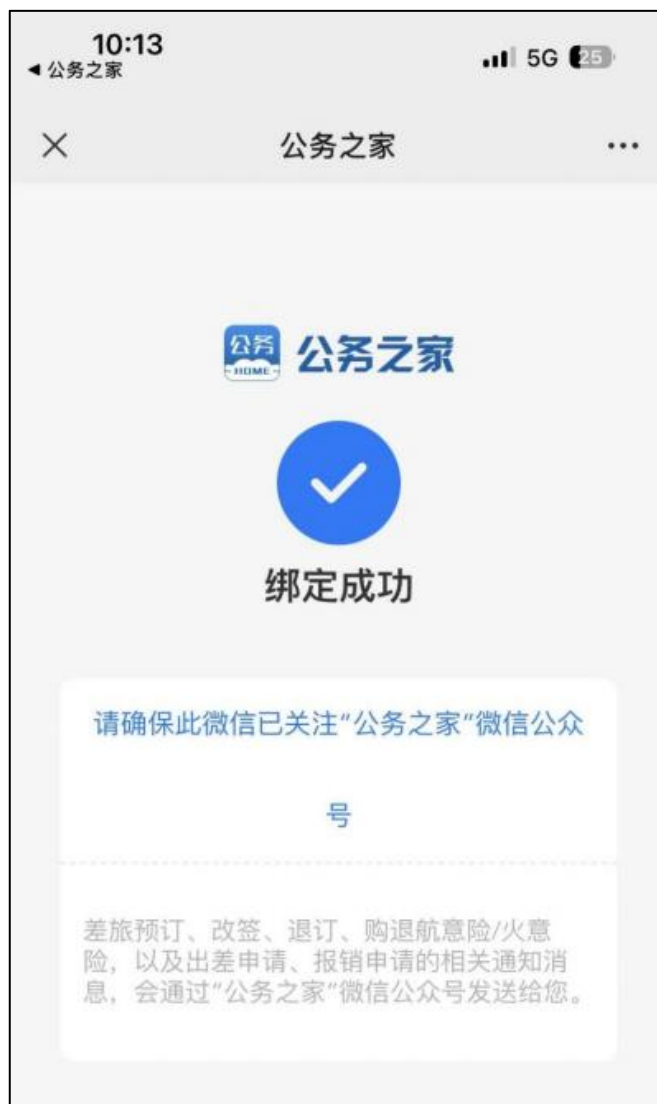 10:13
◀ 公务之家
5G 25
公务之家
公务
HOME
公务之家
绑定成功
请确保此微信已关注"公务之家"微信公众
号
差旅预订、改签、退订、购退航意险/火意
险，以及出差申请、报销申请的相关通知消
息，会通过"公务之家"微信公众号发送给您。